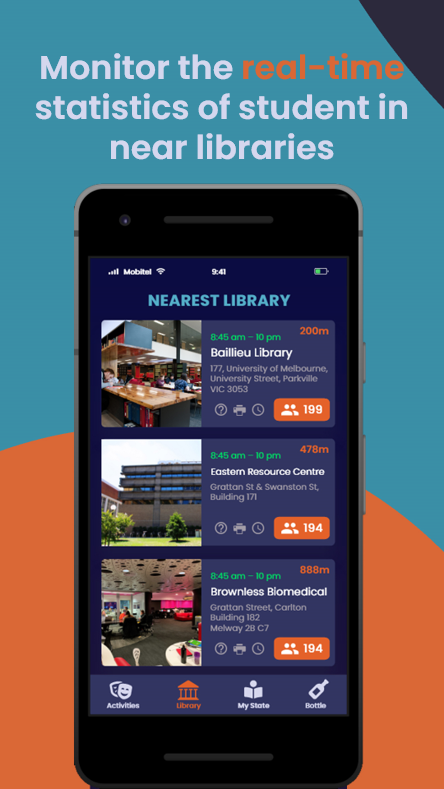 Monitor the real-time
statistics of student in
near libraries
Mobitel
9:41
NEAREST LIBRARY
200m
8:45 am – 10 pm
Baillieu Library
177, University of Melbourne,
University Street, Parkville
VIC 3053
199
478m
8:45 am – 10 pm
Eastern Resource Centre
Grattan St & Swanston St,
Building 171
194
888m
8:45 am – 10 pm
Brownless Biomedical
Grattan Street, Carlton
Building 182
Melway 2B C7
194
Activities
Library
My State
Bottle